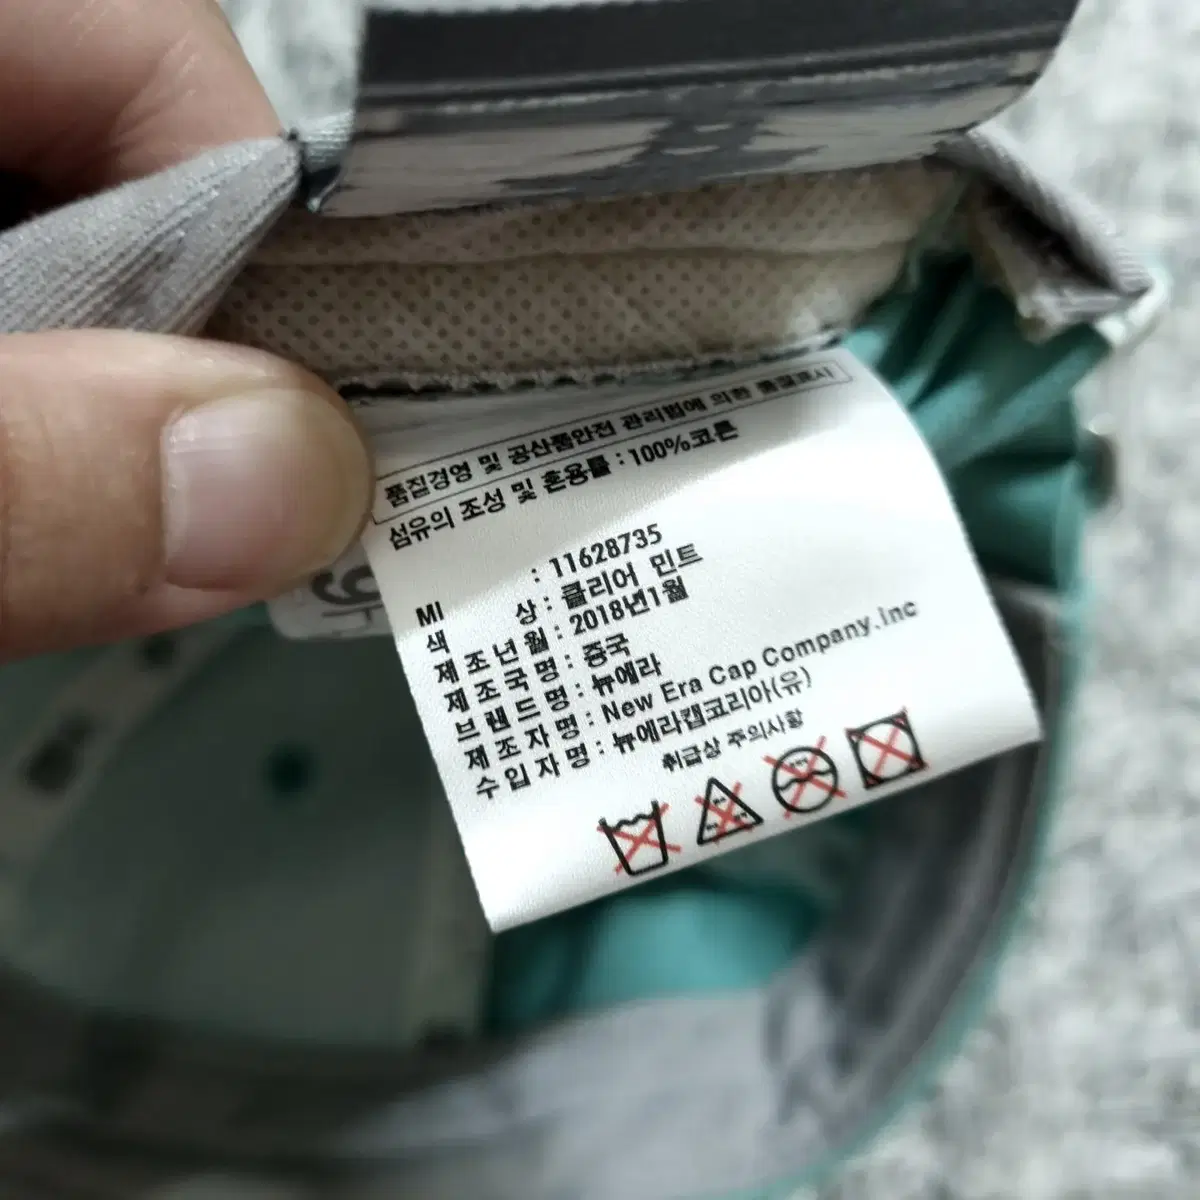 품질경영 및 공산품안전 관리법에 의한 품질표시
섬유의 조성 및 혼용률 : 100%코튼
MI : 11628735
색 상 : 클리어 민트
제조년월 : 2018년1월
제조국명 : 중국
브랜드명 : 뉴에라
제조자명 : New Era Cap Company.inc
수입자명 : 뉴에라캡코리아(유)
취급상 주의사항